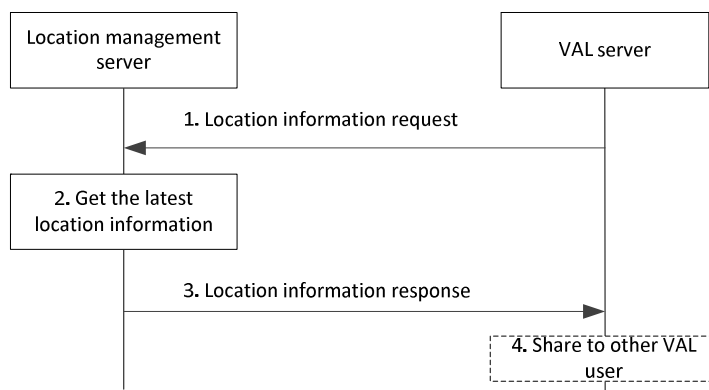 Location management
server
VAL server
1. Location information request
2. Get the latest
location information
3. Location information response
4. Share to other VAL
user